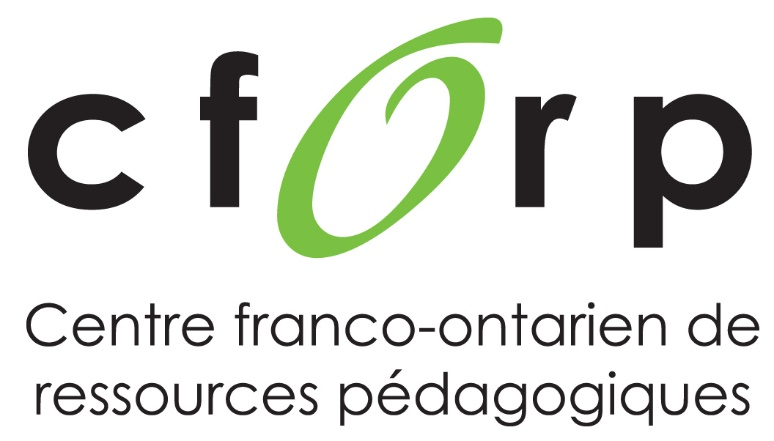 cforp
Centre franco-ontarien de
ressources pédagogiques